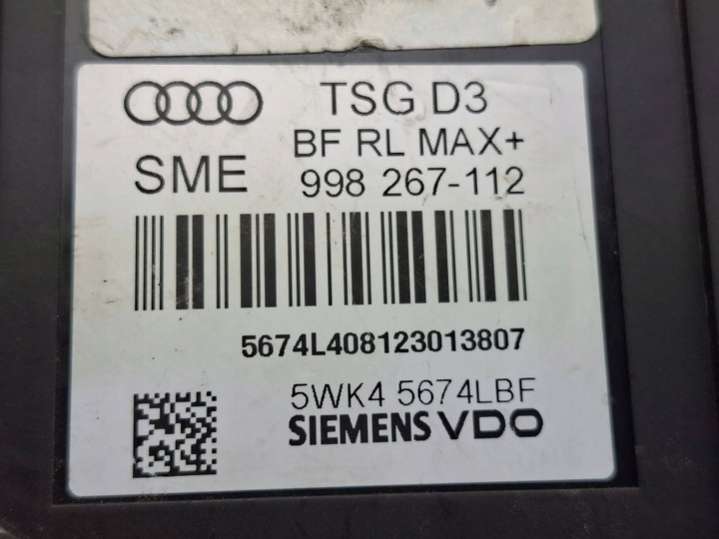 TSG D3
BF RL MAX+
SME 998 267-112
5674L408123013807
5WK4 5674LBF
SIEMENS VDO